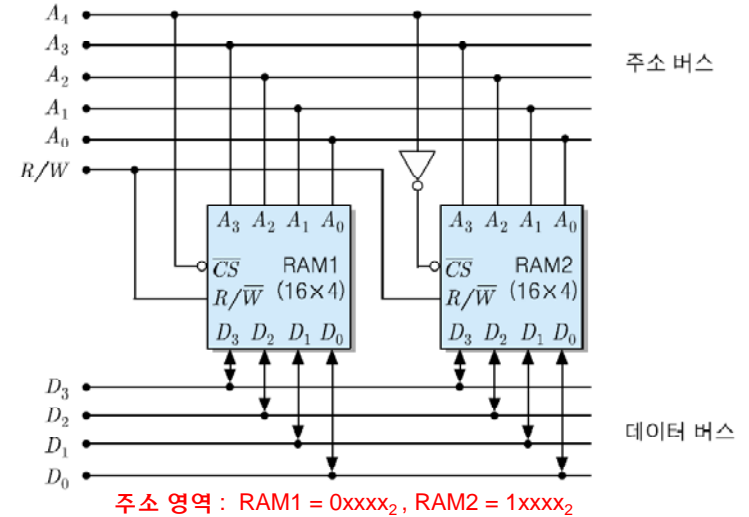 A₄
A₃
주소 버스
A₂
A₁
A₀
R/W
A₃ A₂ A₁ A₀ A₃ A₂ A₁ A₀
C̅S̅ RAM1 C̅S̅ RAM2
R/W̅ (16×4) R/W̅ (16×4)
D₃ D₂ D₁ D₀ D₃ D₂ D₁ D₀
D₃
D₂
데이터 버스
D₁
D₀
주소 영역 : RAM1 = 0xxxx₂ , RAM2 = 1xxxx₂